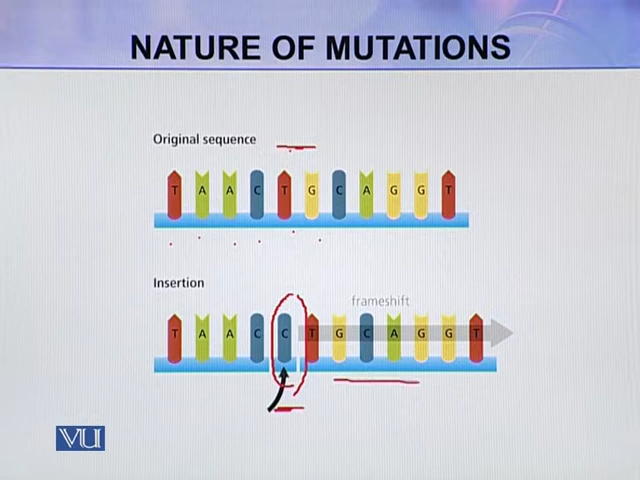 NATURE OF MUTATIONS
Original sequence
T A A C T G C A G G T
Insertion
frameshift
T A A C C T G C A G G T
VU